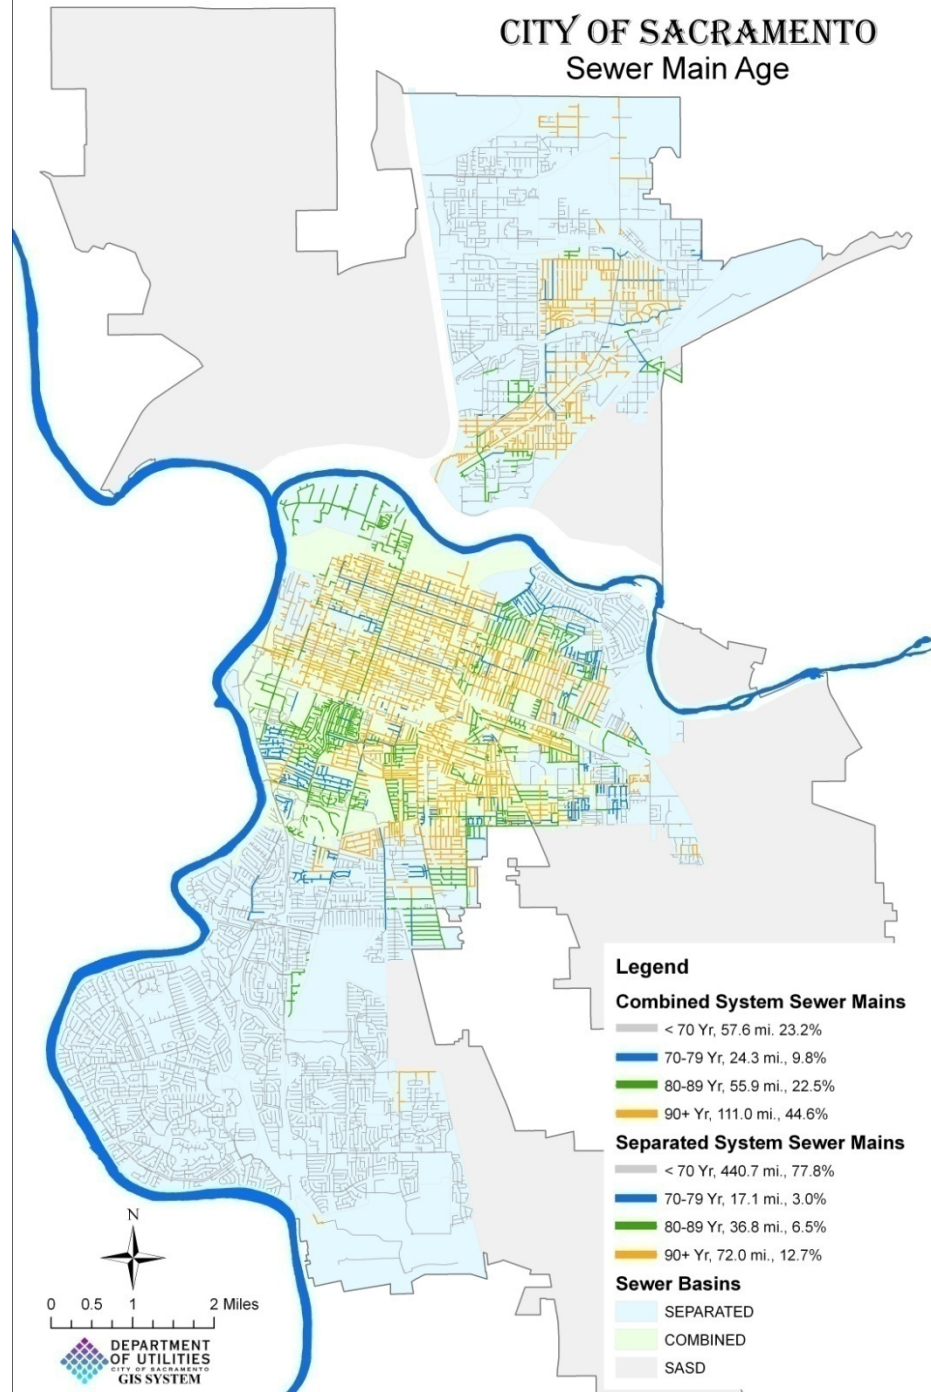 CITY OF SACRAMENTO
Sewer Main Age
Legend
Combined System Sewer Mains
< 70 Yr, 57.6 mi. 23.2%
70-79 Yr, 24.3 mi., 9.8%
80-89 Yr, 55.9 mi., 22.5%
90+ Yr, 111.0 mi., 44.6%
Separated System Sewer Mains
< 70 Yr, 440.7 mi., 77.8%
70-79 Yr, 17.1 mi., 3.0%
80-89 Yr, 36.8 mi., 6.5%
90+ Yr, 72.0 mi., 12.7%
Sewer Basins
SEPARATED
COMBINED
SASD
N
0 0.5 1 2 Miles
DEPARTMENT
OF UTILITIES
CITY OF SACRAMENTO
GIS SYSTEM